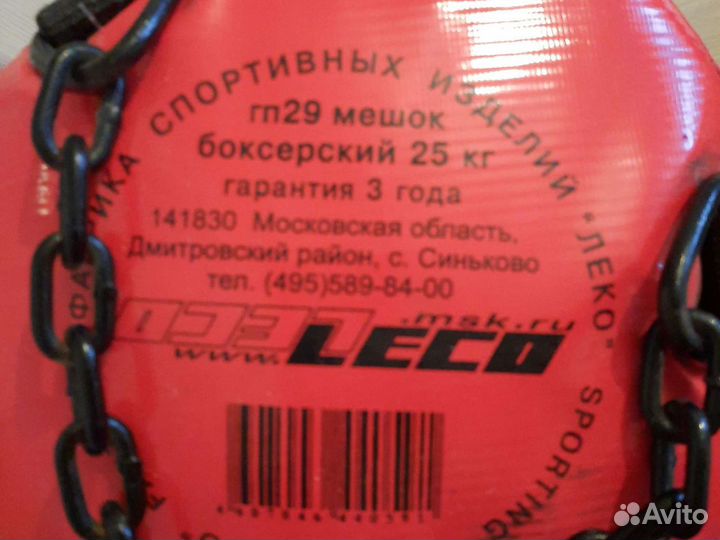 ФАБРИКА СПОРТИВНЫХ ИЗДЕЛИЙ "ЛЕКО" SPORTING
гп29 мешок
боксерский 25 кг
гарантия 3 года
141830 Московская область,
Дмитровский район, с. Синьково
тел. (495)589-84-00
www.LECO.msk.ru
Avito